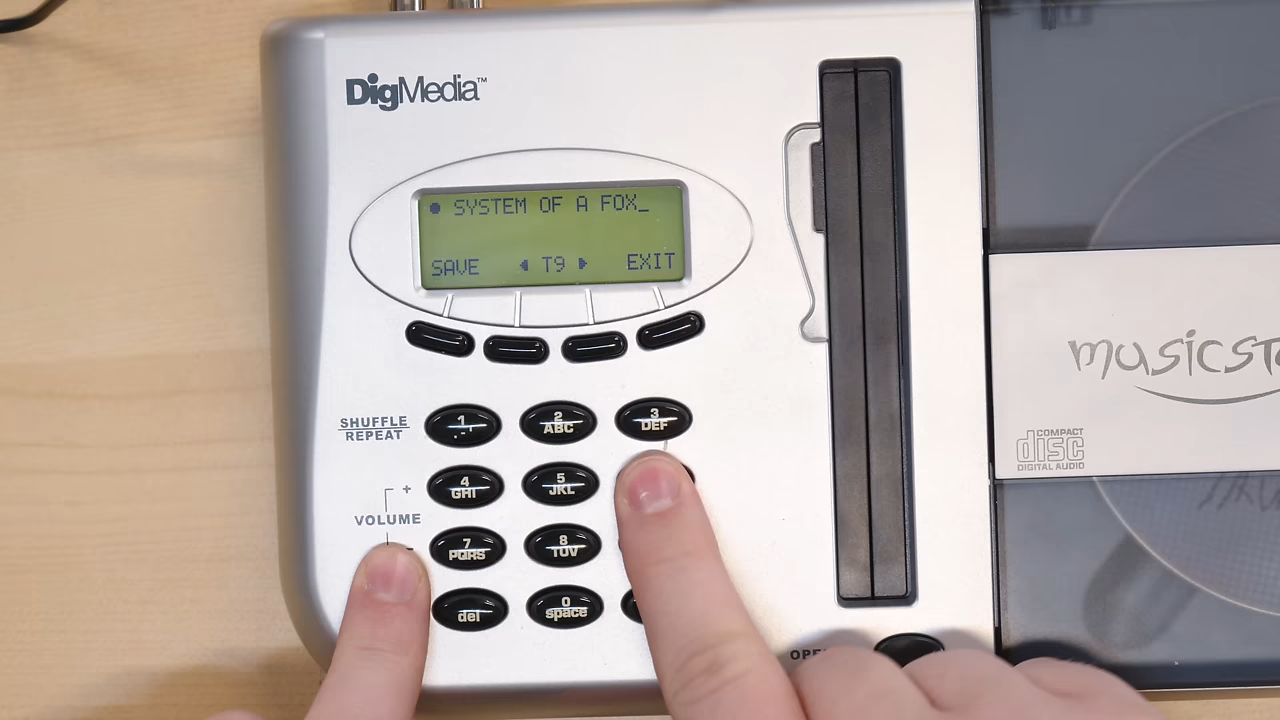 DigMedia™
SYSTEM OF A FOX_
SAVE T9 EXIT
SHUFFLE
REPEAT
1
.-'
2
ABC
3
DEF
4
GHI
5
JKL
+
VOLUME
-
7
PQRS
8
TUV
del
0
space
COMPACT
disc
DIGITAL AUDIO